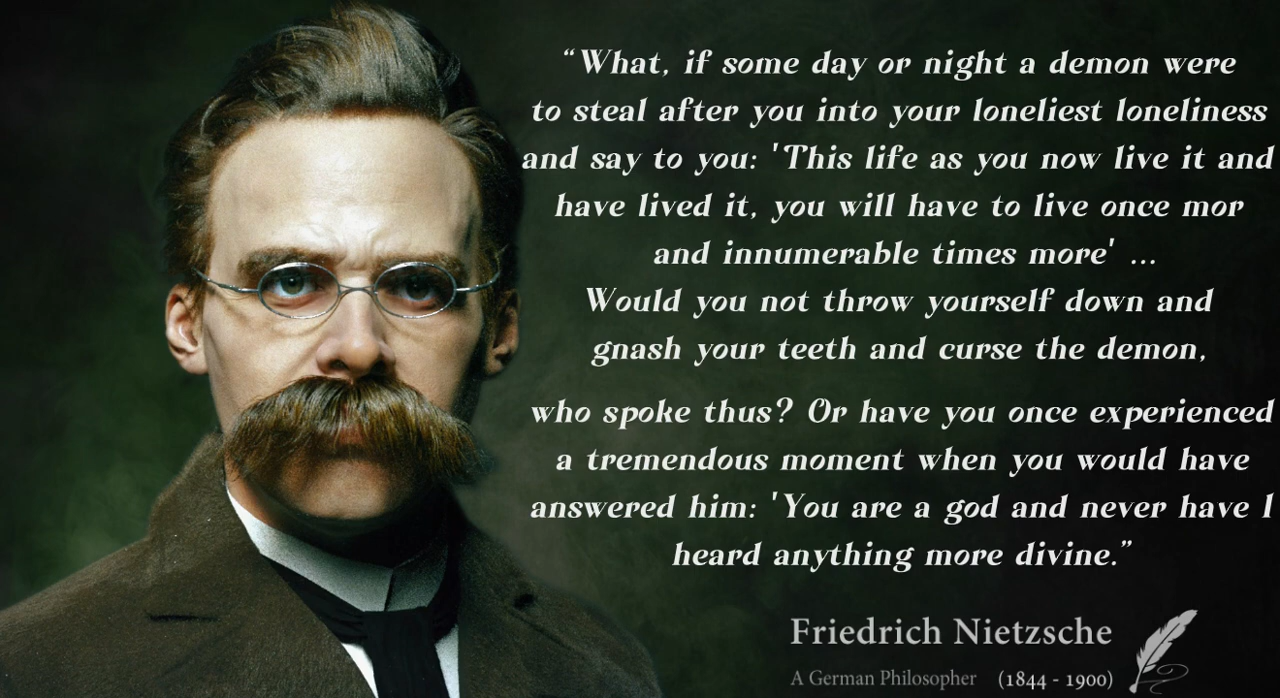 “What, if some day or night a demon were
to steal after you into your loneliest loneliness
and say to you: 'This life as you now live it and
have lived it, you will have to live once mor
and innumerable times more' ...
Would you not throw yourself down and
gnash your teeth and curse the demon,
who spoke thus? Or have you once experienced
a tremendous moment when you would have
answered him: 'You are a god and never have I
heard anything more divine.”
Friedrich Nietzsche
A German Philosopher (1844 - 1900)